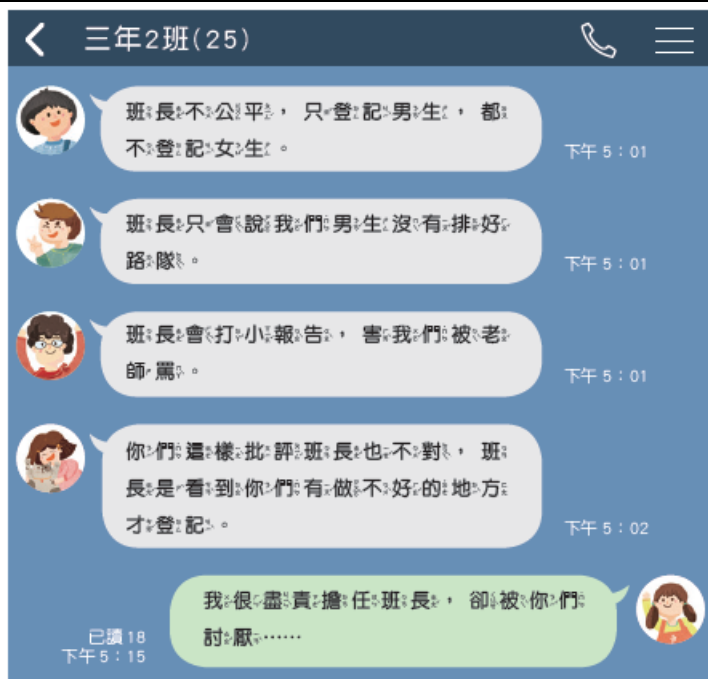 三年2班(25)
班長不公平，只登記男生，都
不登記女生。
下午 5：01
班長只會說我們男生沒有排好
路隊。
下午 5：01
班長會打小報告，害我們被老
師罵。
下午 5：01
你們這樣批評班長也不對，班
長是看到你們有做不好的地方
才登記。
下午 5：02
我很盡責擔任班長，卻被你們
討厭……
已讀 18
下午 5：15